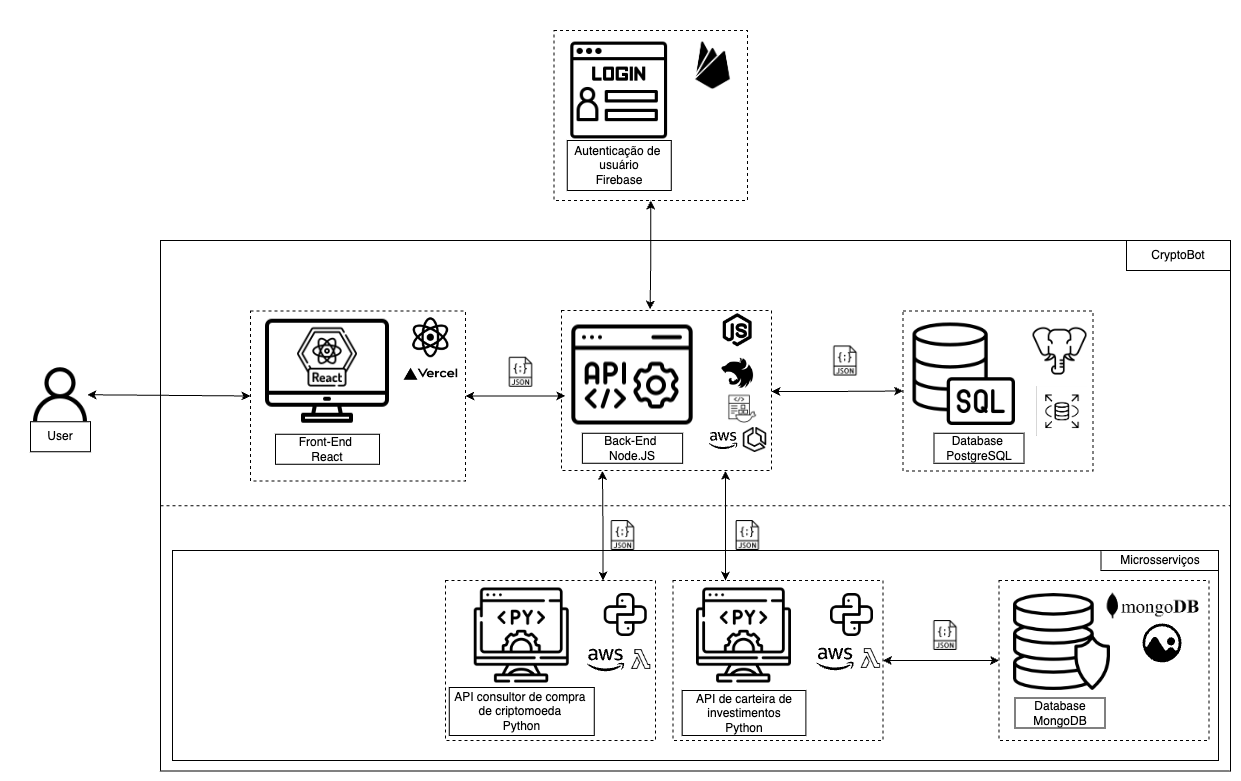 LOGIN
Autenticação de
usuário
Firebase
CryptoBot
User
React
Vercel
Front-End
React
{:}
JSON
API
</>
JS
</>
aws
Back-End
Node.JS
{:}
JSON
SQL
Database
PostgreSQL
{:}
JSON
{:}
JSON
Microsserviços
<PY>
aws
API consultor de compra
de criptomoeda
Python
<PY>
aws
API de carteira de
investimentos
Python
{:}
JSON
mongoDB
Database
MongoDB